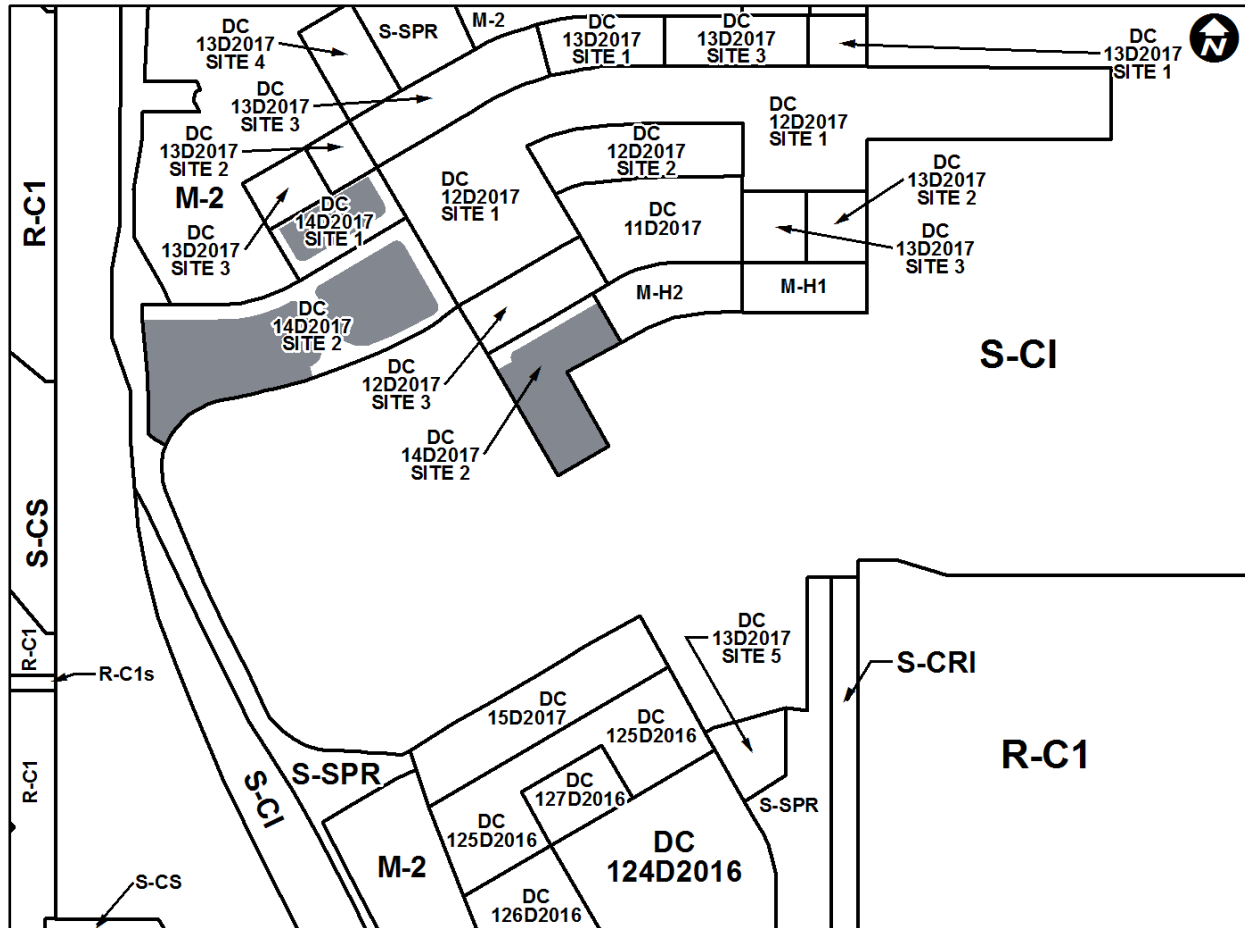 DC
13D2017
SITE 4
S-SPR
M-2
DC
13D2017
SITE 1
DC
13D2017
SITE 3
DC
13D2017
SITE 1
N
DC
13D2017
SITE 3
DC
13D2017
SITE 2
DC
12D2017
SITE 1
DC
12D2017
SITE 2
DC
13D2017
SITE 2
R-C1
M-2
DC
14D2017
SITE 1
DC
12D2017
SITE 1
DC
11D2017
DC
13D2017
SITE 3
DC
13D2017
SITE 3
M-H2
M-H1
DC
14D2017
SITE 2
S-CI
DC
12D2017
SITE 3
DC
14D2017
SITE 2
S-CS
R-C1
R-C1s
DC
13D2017
SITE 5
S-CRI
DC
15D2017
DC
125D2016
R-C1
S-SPR
S-CI
R-C1
DC
127D2016
S-SPR
DC
125D2016
M-2
DC
124D2016
S-CS
DC
126D2016